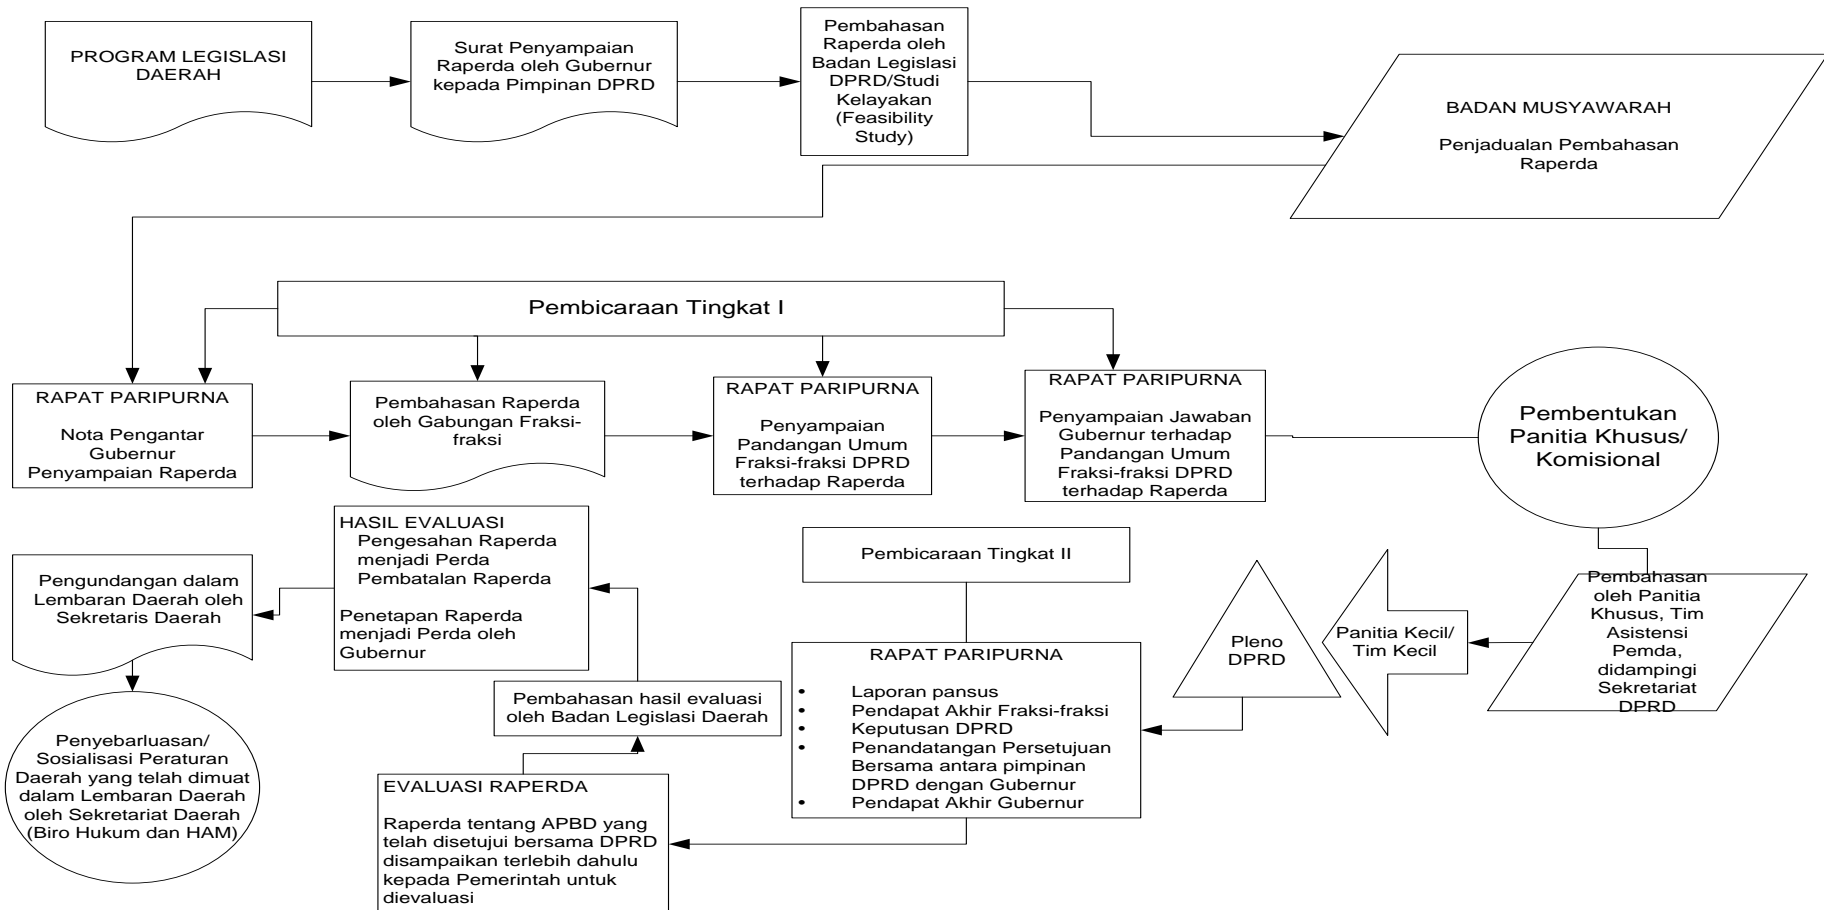 PROGRAM LEGISLASI
DAERAH
Surat Penyampaian
Raperda oleh Gubernur
kepada Pimpinan DPRD
Pembahasan
Raperda oleh
Badan Legislasi
DPRD/Studi
Kelayakan
(Feasibility
Study)
BADAN MUSYAWARAH
Penjadualan Pembahasan
Raperda
Pembicaraan Tingkat I
RAPAT PARIPURNA
Nota Pengantar
Gubernur
Penyampaian Raperda
Pembahasan Raperda
oleh Gabungan Fraksi-
fraksi
RAPAT PARIPURNA
Penyampaian
Pandangan Umum
Fraksi-fraksi DPRD
terhadap Raperda
RAPAT PARIPURNA
Penyampaian Jawaban
Gubernur terhadap
Pandangan Umum
Fraksi-fraksi DPRD
terhadap Raperda
Pembentukan
Panitia Khusus/
Komisional
Pembahasan
oleh Panitia
Khusus, Tim
Asistensi
Pemda,
didampingi
Sekretariat
DPRD
Panitia Kecil/
Tim Kecil
Pleno
DPRD
Pembicaraan Tingkat II
RAPAT PARIPURNA
• Laporan pansus
• Pendapat Akhir Fraksi-fraksi
• Keputusan DPRD
• Penandatangan Persetujuan
Bersama antara pimpinan
DPRD dengan Gubernur
• Pendapat Akhir Gubernur
EVALUASI RAPERDA
Raperda tentang APBD yang
telah disetujui bersama DPRD
disampaikan terlebih dahulu
kepada Pemerintah untuk
dievaluasi
Pembahasan hasil evaluasi
oleh Badan Legislasi Daerah
HASIL EVALUASI
Pengesahan Raperda
menjadi Perda
Pembatalan Raperda
Penetapan Raperda
menjadi Perda oleh
Gubernur
Pengundangan dalam
Lembaran Daerah oleh
Sekretaris Daerah
Penyebarluasan/
Sosialisasi Peraturan
Daerah yang telah dimuat
dalam Lembaran Daerah
oleh Sekretariat Daerah
(Biro Hukum dan HAM)